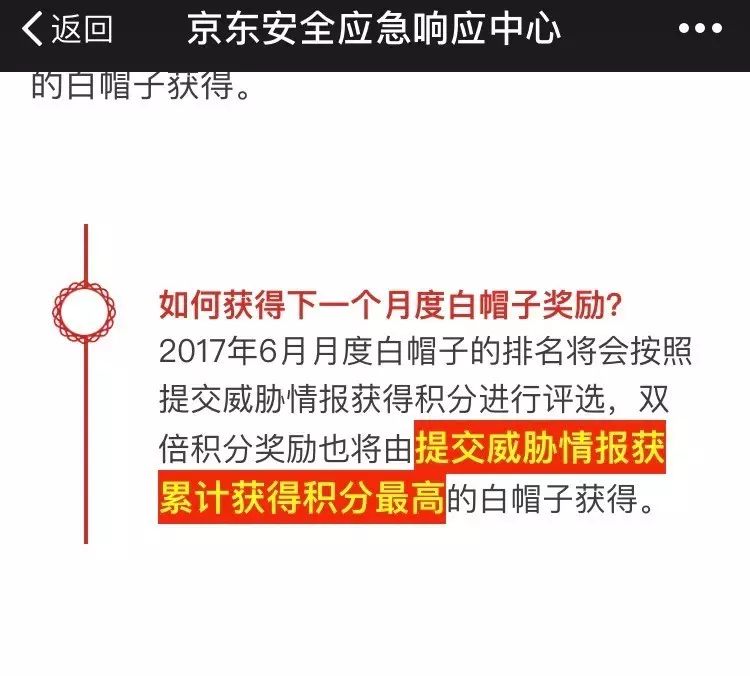 返回
京东安全应急响应中心
的白帽子获得。
如何获得下一个月度白帽子奖励?
2017年6月月度白帽子的排名将会按照
提交威胁情报获得积分进行评选，双
倍积分奖励也将由提交威胁情报获
累计获得积分最高的白帽子获得。